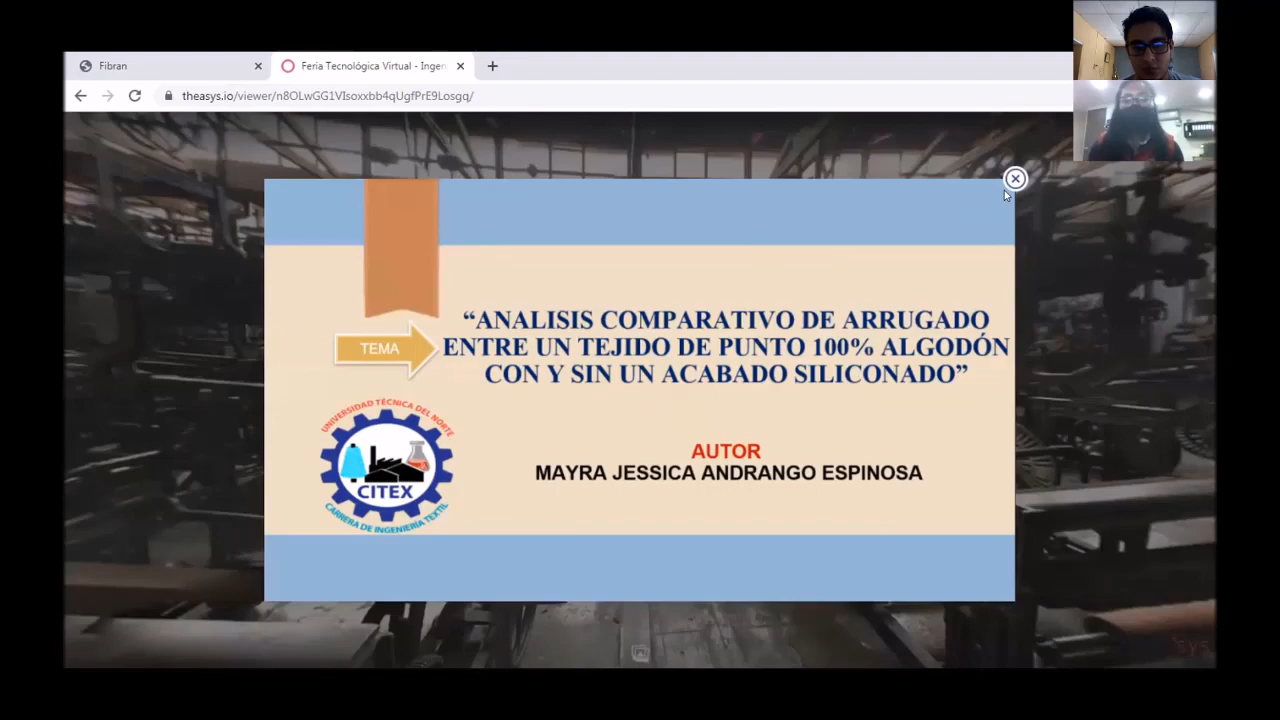 Fibran
Feria Tecnológica Virtual - Ingen
theasys.io/viewer/n8OLwGG1VIsoxxbb4qUgfPrE9Losgq/
“ANALISIS COMPARATIVO DE ARRUGADO
ENTRE UN TEJIDO DE PUNTO 100% ALGODÓN
CON Y SIN UN ACABADO SILICONADO”
TEMA
UNIVERSIDAD TÉCNICA DEL NORTE
CITEX
CARRERA DE INGENIERÍA TEXTIL
AUTOR
MAYRA JESSICA ANDRANGO ESPINOSA